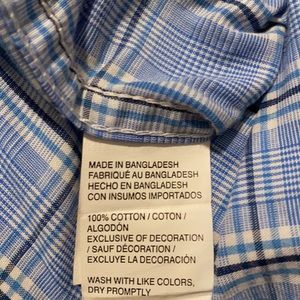 MADE IN BANGLADESH
FABRIQUÉ AU BANGLADESH
HECHO EN BANGLADESH
CON INSUMOS IMPORTADOS
100% COTTON / COTON /
ALGODÓN
EXCLUSIVE OF DECORATION
/ SAUF DÉCORATION /
EXCLUYE LA DECORACIÓN
WASH WITH LIKE COLORS,
DRY PROMPTLY